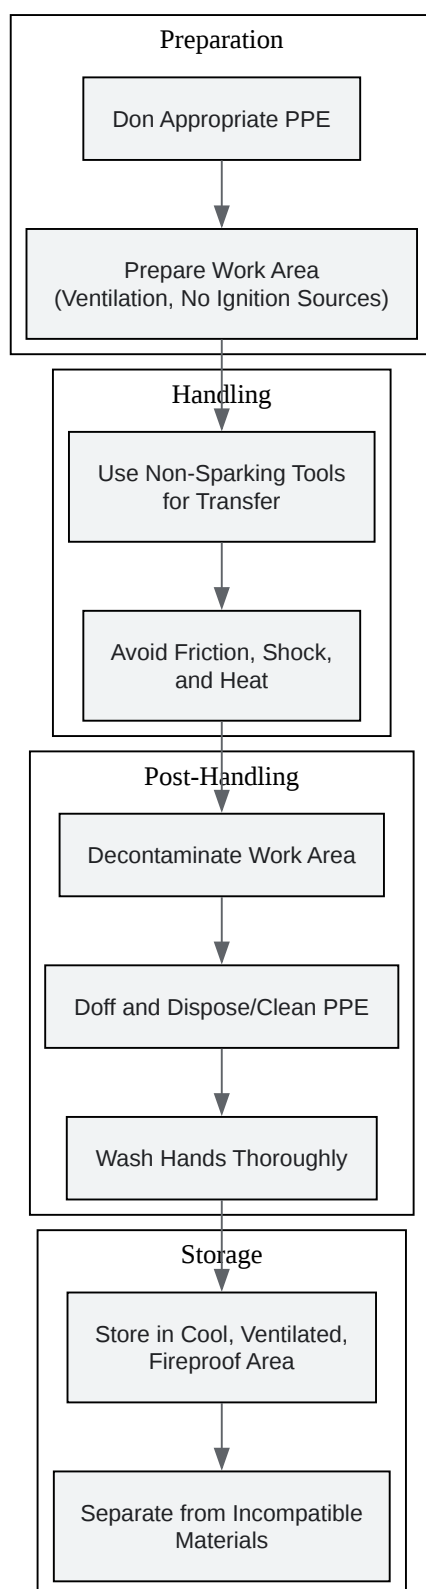 Preparation
Don Appropriate PPE
Prepare Work Area
(Ventilation, No Ignition Sources)
Handling
Use Non-Sparking Tools
for Transfer
Avoid Friction, Shock,
and Heat
Post-Handling
Decontaminate Work Area
Doff and Dispose/Clean PPE
Wash Hands Thoroughly
Storage
Store in Cool, Ventilated,
Fireproof Area
Separate from Incompatible
Materials